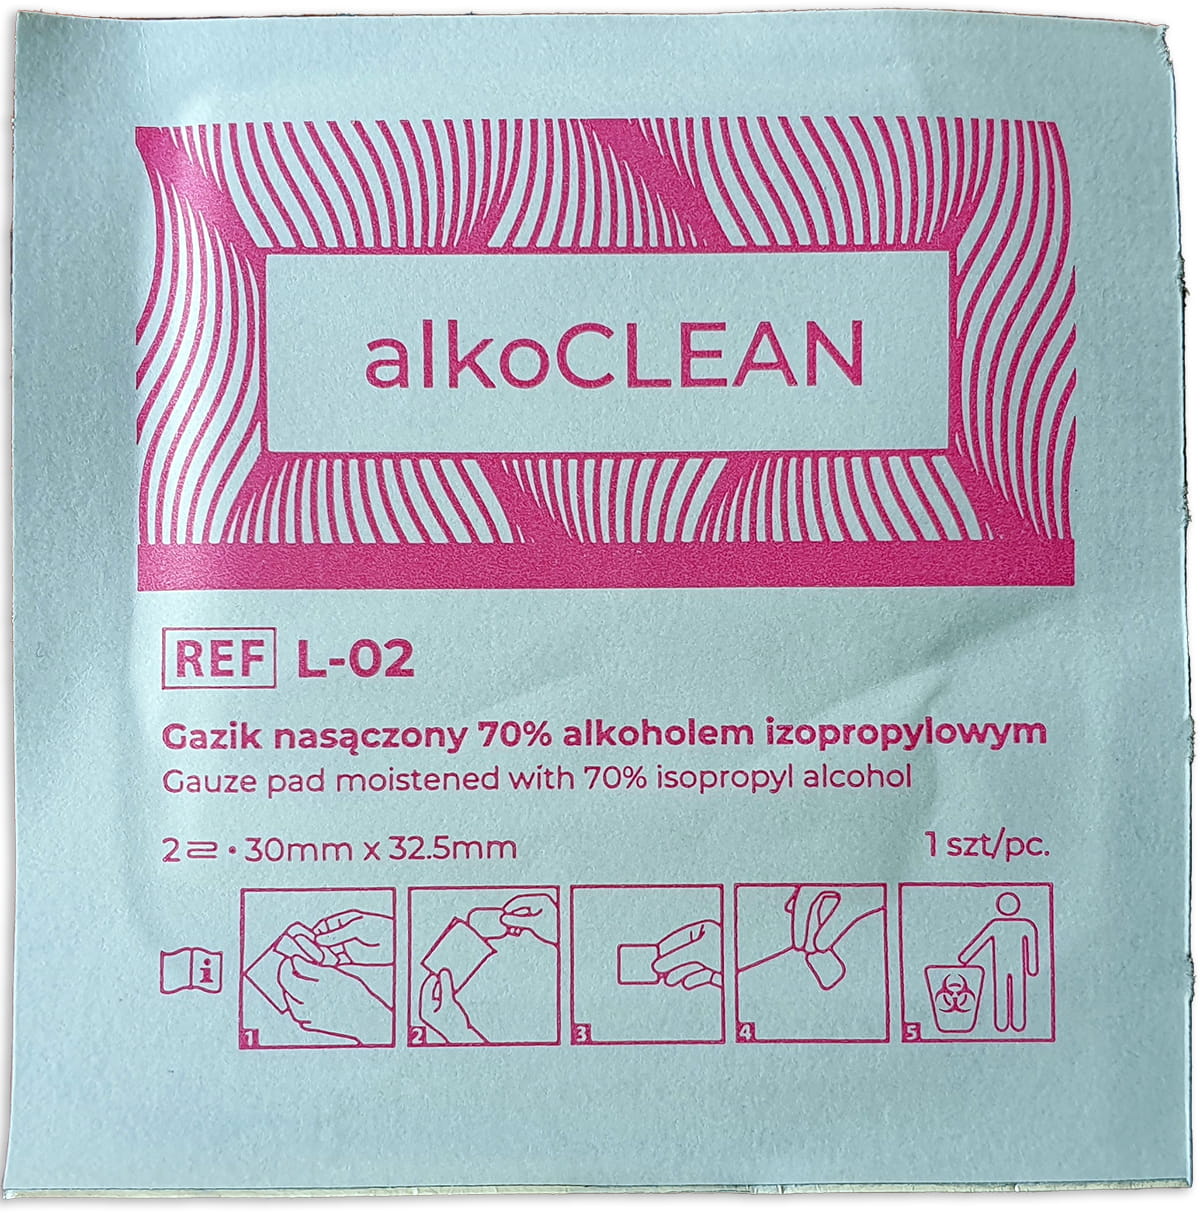 alkoCLEAN
REF L-02
Gazik nasączony 70% alkoholem izopropylowym
Gauze pad moistened with 70% isopropyl alcohol
2 • 30mm x 32.5mm 1 szt/pc.
i
1 2 3 4 5